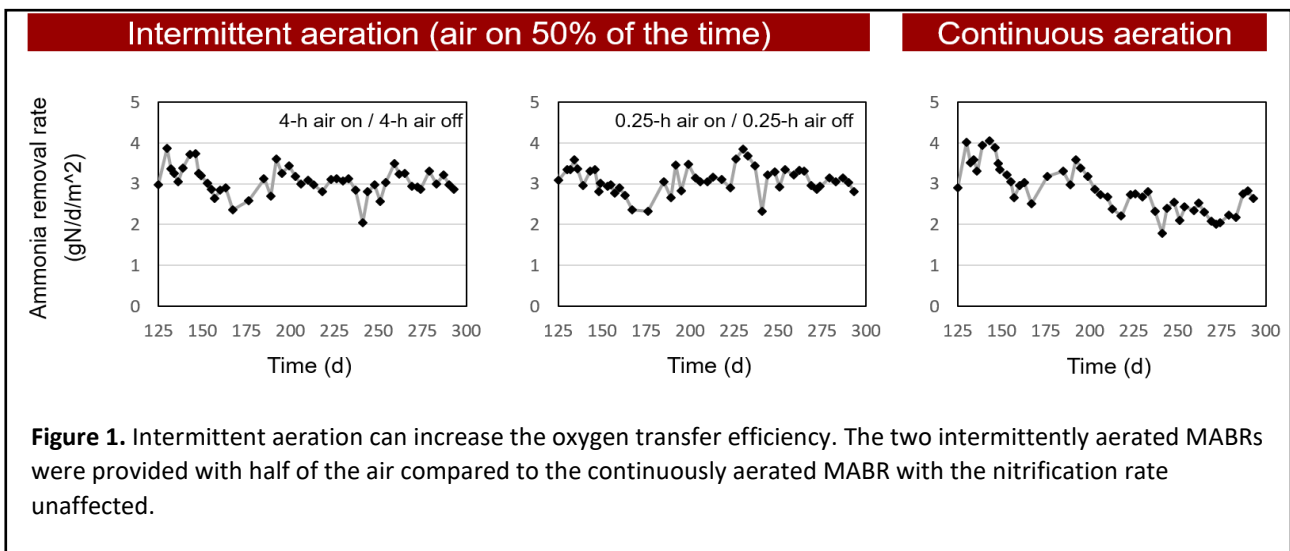 Intermittent aeration (air on 50% of the time)
Continuous aeration
Ammonia removal rate
(gN/d/m^2)
5
4
3
2
1
0
4-h air on / 4-h air off
125 150 175 200 225 250 275 300
Time (d)
5
4
3
2
1
0
0.25-h air on / 0.25-h air off
125 150 175 200 225 250 275 300
Time (d)
5
4
3
2
1
0
125 150 175 200 225 250 275 300
Time (d)
Figure 1. Intermittent aeration can increase the oxygen transfer efficiency. The two intermittently aerated MABRs
were provided with half of the air compared to the continuously aerated MABR with the nitrification rate
unaffected.